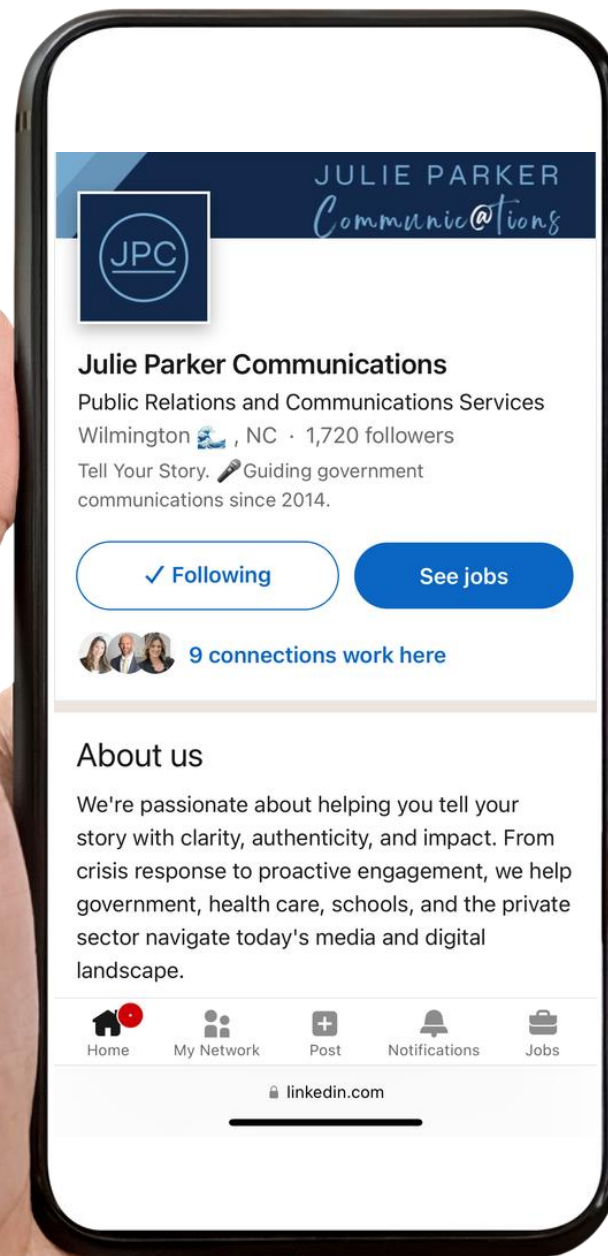 JULIE PARKER
Communic@tions
JPC
Julie Parker Communications
Public Relations and Communications Services
Wilmington 🌊 , NC · 1,720 followers
Tell Your Story. 🎤Guiding government
communications since 2014.
✓ Following
See jobs
9 connections work here
About us
We're passionate about helping you tell your
story with clarity, authenticity, and impact. From
crisis response to proactive engagement, we help
government, health care, schools, and the private
sector navigate today's media and digital
landscape.
Home
My Network
Post
Notifications
Jobs
linkedin.com